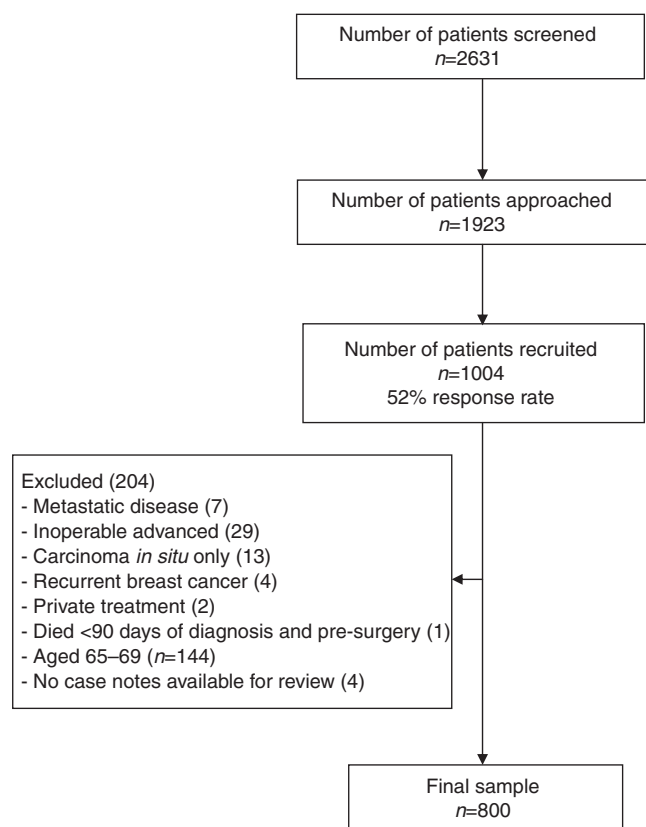 Number of patients screened
n=2631
Number of patients approached
n=1923
Number of patients recruited
n=1004
52% response rate
Excluded (204)
- Metastatic disease (7)
- Inoperable advanced (29)
- Carcinoma in situ only (13)
- Recurrent breast cancer (4)
- Private treatment (2)
- Died <90 days of diagnosis and pre-surgery (1)
- Aged 65–69 (n=144)
- No case notes available for review (4)
Final sample
n=800